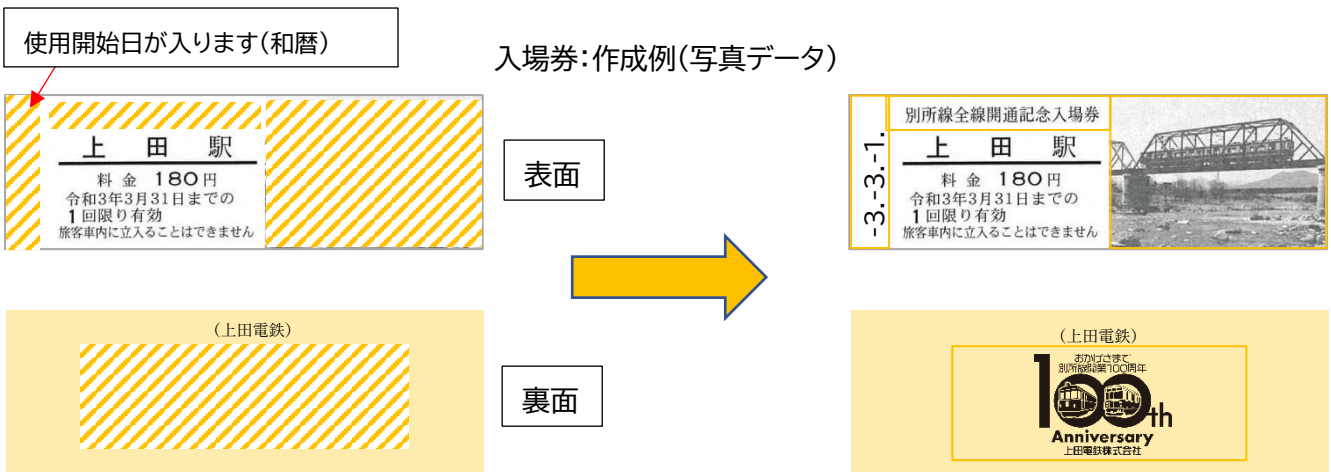 使用開始日が入ります(和暦)
入場券:作成例(写真データ)
上田駅
料金 180円
令和3年3月31日までの
1回限り有効
旅客車内に立入ることはできません
表面
-3.-3.-1.
別所線全線開通記念入場券
上田駅
料金 180円
令和3年3月31日までの
1回限り有効
旅客車内に立入ることはできません
(上田電鉄)
裏面
(上田電鉄)
おかげさまで
別所線開業100周年
100th
Anniversary
上田電鉄株式会社